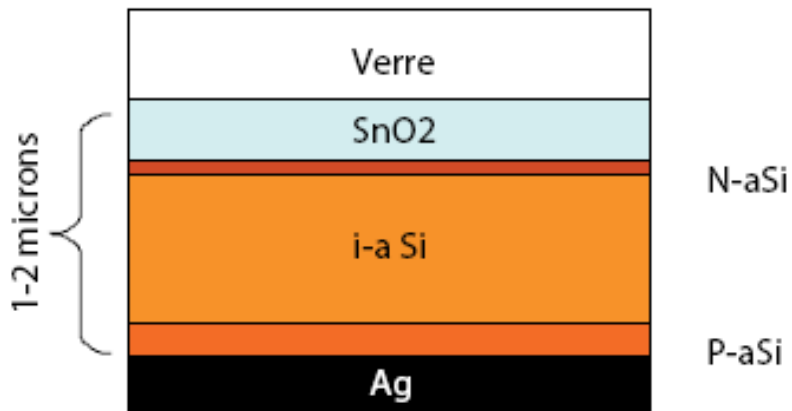 Verre
SnO2
N-aSi
1-2 microns
i-a Si
P-aSi
Ag